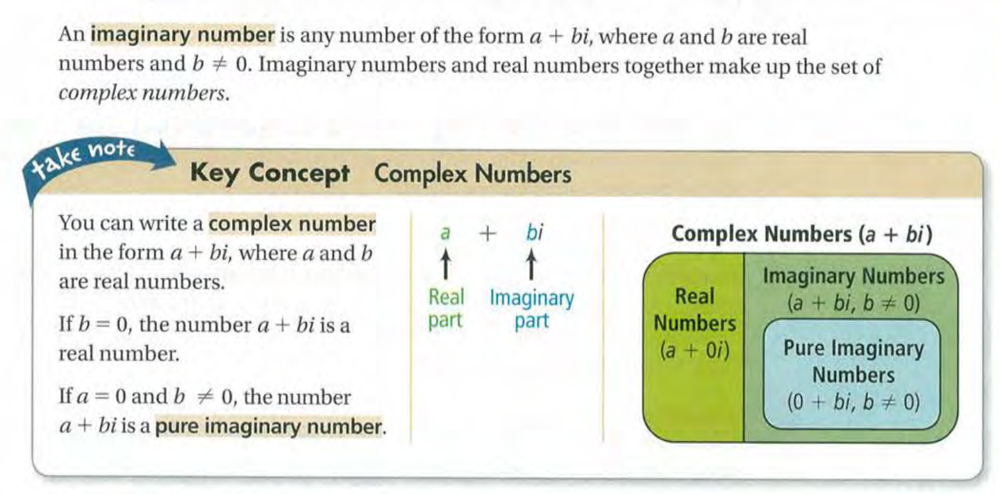 An imaginary number is any number of the form a + bi, where a and b are real
numbers and b ≠ 0. Imaginary numbers and real numbers together make up the set of
complex numbers.
take note
Key Concept Complex Numbers
You can write a complex number
in the form a + bi, where a and b
are real numbers.
If b = 0, the number a + bi is a
real number.
If a = 0 and b ≠ 0, the number
a + bi is a pure imaginary number.
a + bi
Real Imaginary
part part
Complex Numbers (a + bi)
Real
Numbers
(a + 0i)
Imaginary Numbers
(a + bi, b ≠ 0)
Pure Imaginary
Numbers
(0 + bi, b ≠ 0)